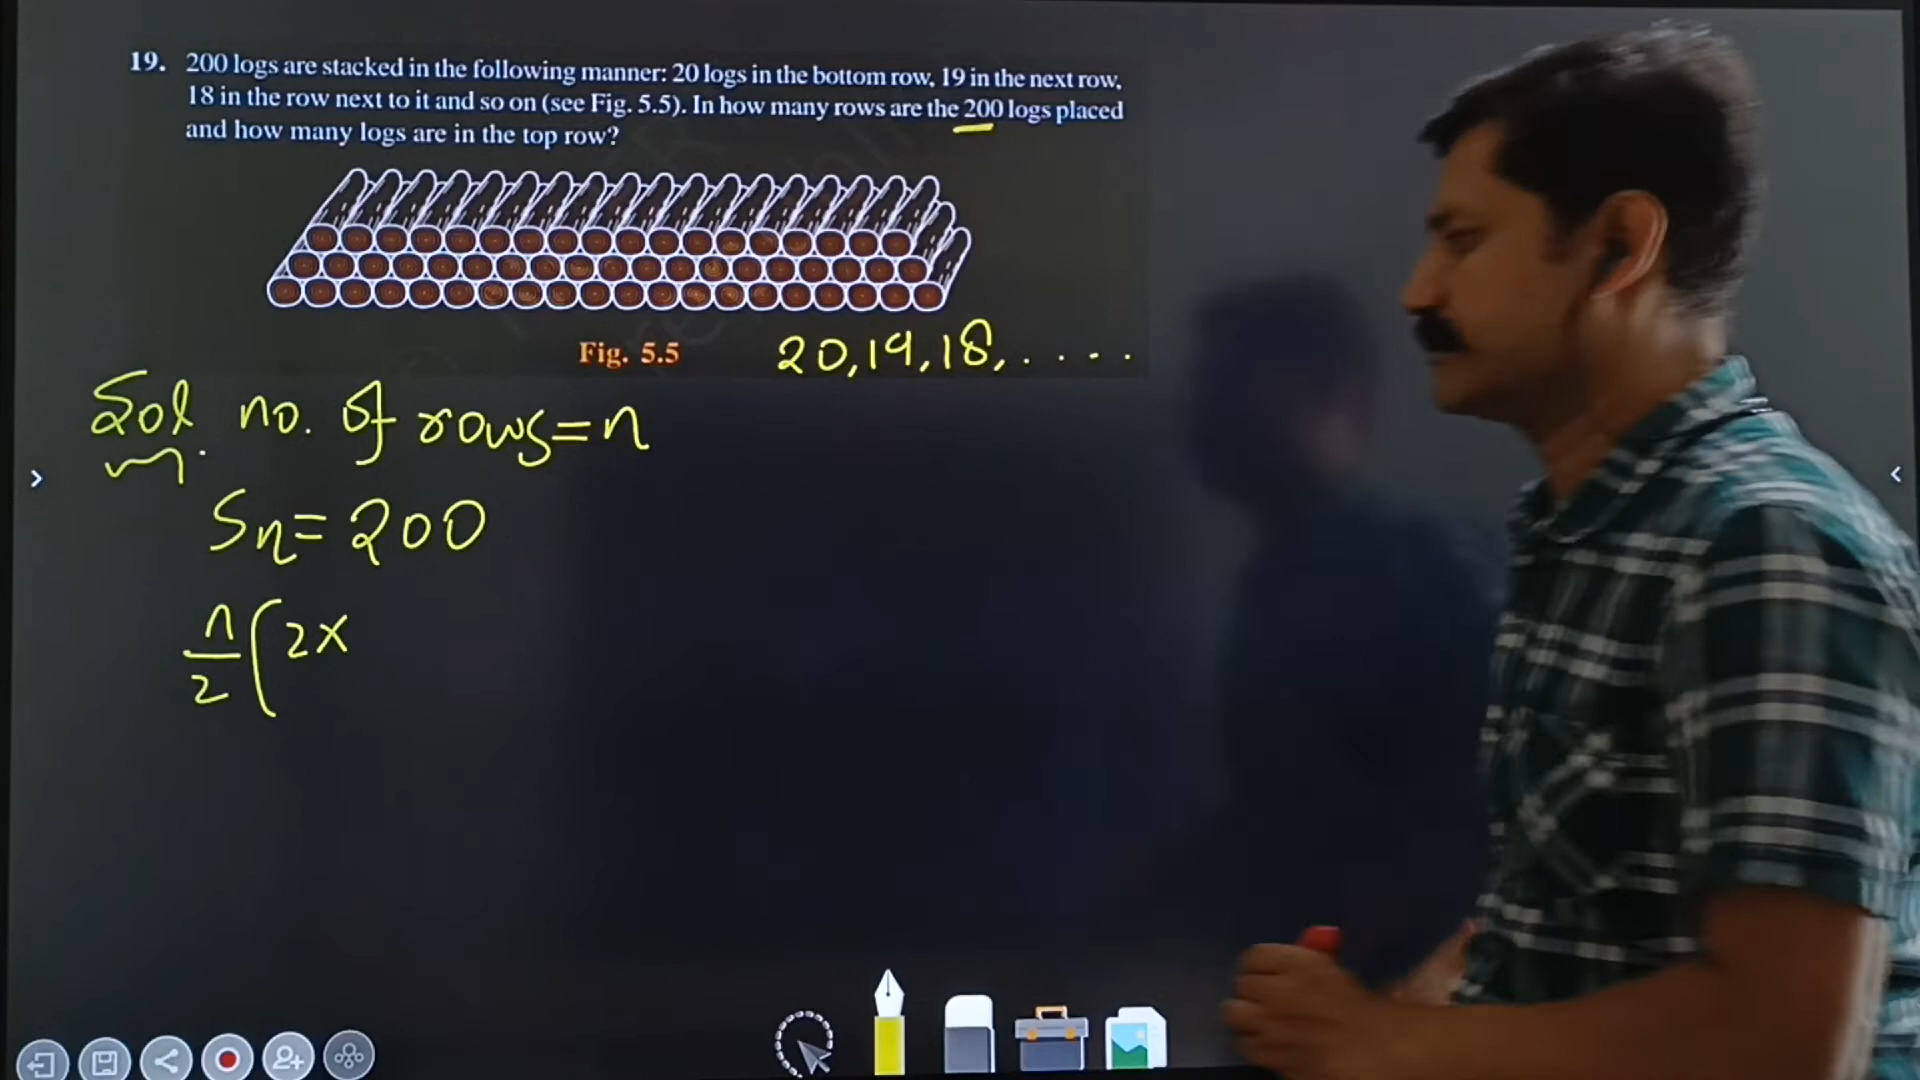 19. 200 logs are stacked in the following manner: 20 logs in the bottom row, 19 in the next row,
18 in the row next to it and so on (see Fig. 5.5). In how many rows are the 200 logs placed
and how many logs are in the top row?
Fig. 5.5
20,19,18,....
Sol. no. of rows=n
Sn=200
n/2(2×